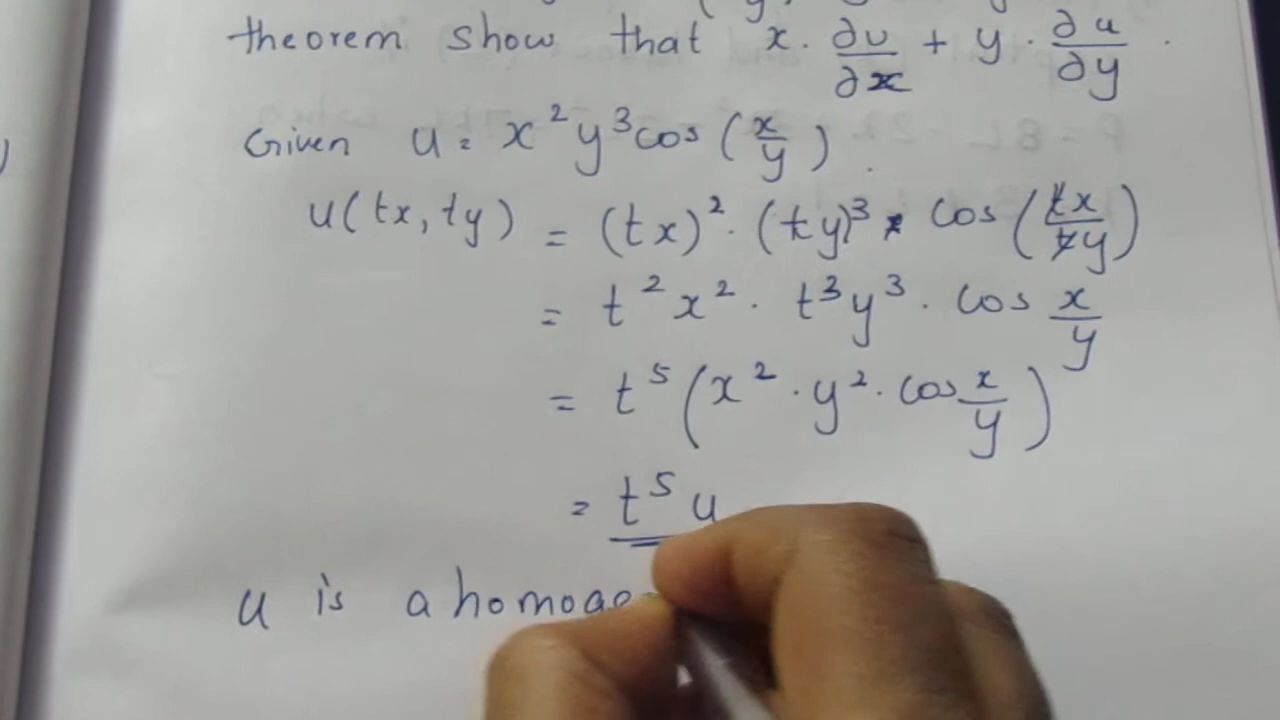 theorem show that x. ∂u/∂x + y. ∂u/∂y .
Given u = x²y³cos(x/y).
u(tx, ty) = (tx)². (ty)³ * cos(tx/ty)
= t²x². t³y³. cos x/y
= t⁵(x². y². cos x/y)
= t⁵u
u is a homoge